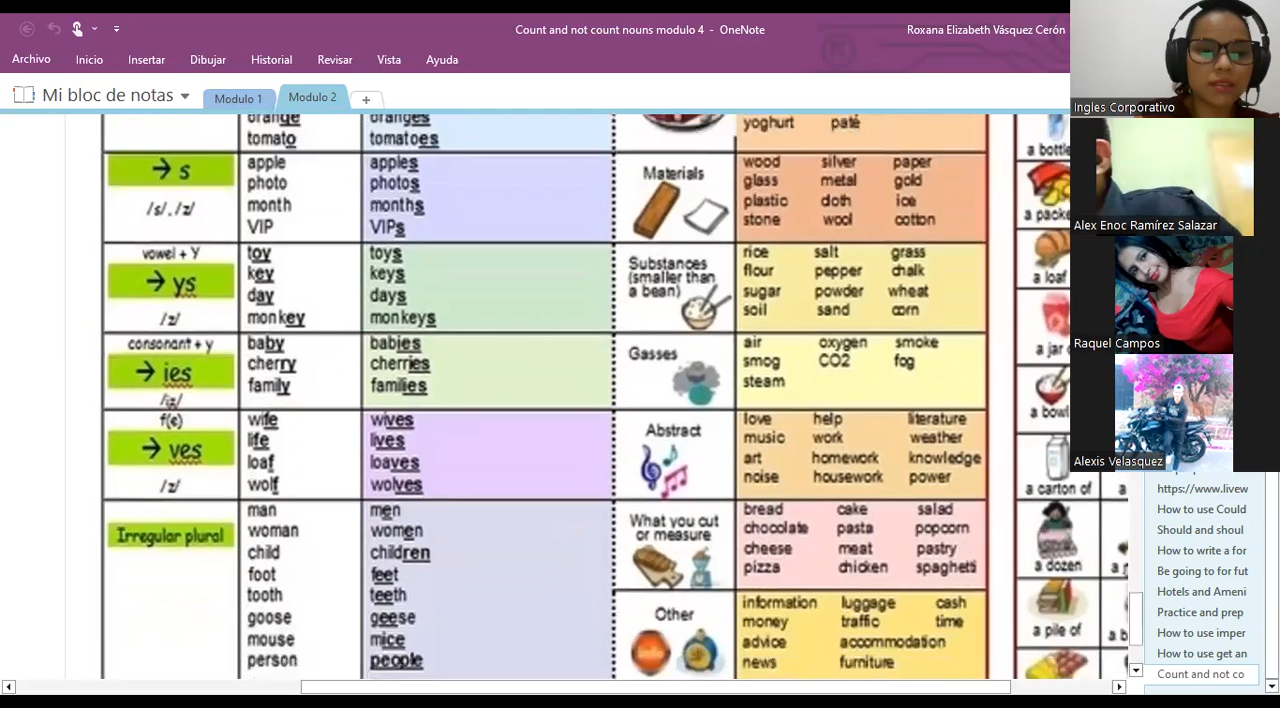 Count and not count nouns modulo 4 - OneNote
Roxana Elizabeth Vásquez Cerón
Archivo Inicio Insertar Dibujar Historial Revisar Vista Ayuda
Mi bloc de notas
Modulo 1
Modulo 2
+
orange oranges
tomato tomatoes
→ s
/s/, /z/
apple apples
photo photos
month months
VIP VIPs
vowel + Y
→ ys
/z/
toy toys
key keys
day days
monkey monkeys
consonant + y
→ ies
/z/
baby babies
cherry cherries
family families
f(e)
→ ves
/z/
wife wives
life lives
loaf loaves
wolf wolves
Irregular plural
man men
woman women
child children
foot feet
tooth teeth
goose geese
mouse mice
person people
yoghurt paté
Materials
wood silver paper
glass metal gold
plastic cloth ice
stone wool cotton
Substances
(smaller than
a bean)
rice salt grass
flour pepper chalk
sugar powder wheat
soil sand corn
Gasses
air oxygen smoke
smog CO2 fog
steam
Abstract
love help literature
music work weather
art homework knowledge
noise housework power
What you cut
or measure
bread cake salad
chocolate pasta popcorn
cheese meat pastry
pizza chicken spaghetti
Other
information luggage cash
money traffic time
advice accommodation
news furniture
a bottle
a packe
a loaf
a jar
a bowl
a carton of
a dozen
a pile of
Ingles Corporativo
Alex Enoc Ramírez Salazar
Raquel Campos
Alexis Velasquez
https://www.livew
How to use Could
Should and shoul
How to write a for
Be going to for fut
Hotels and Ameni
Practice and prep
How to use imper
How to use get an
Count and not co